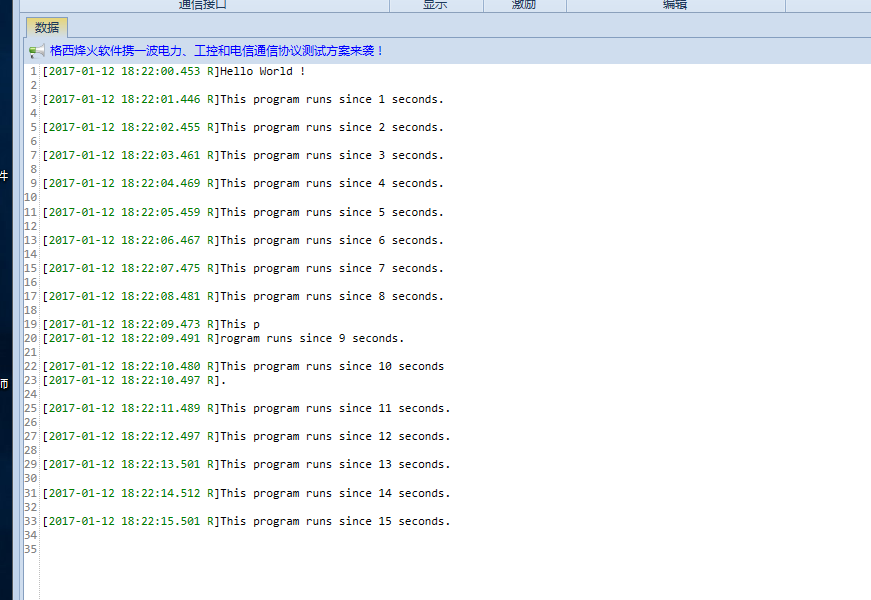 通信接口 显示 激励 编辑
数据
格西烽火软件携一波电力、工控和电信通信协议测试方案来袭！
1 [2017-01-12 18:22:00.453 R]Hello World !
2
3 [2017-01-12 18:22:01.446 R]This program runs since 1 seconds.
4
5 [2017-01-12 18:22:02.455 R]This program runs since 2 seconds.
6
7 [2017-01-12 18:22:03.461 R]This program runs since 3 seconds.
8
件
9 [2017-01-12 18:22:04.469 R]This program runs since 4 seconds.
10
11 [2017-01-12 18:22:05.459 R]This program runs since 5 seconds.
12
13 [2017-01-12 18:22:06.467 R]This program runs since 6 seconds.
14
15 [2017-01-12 18:22:07.475 R]This program runs since 7 seconds.
16
17 [2017-01-12 18:22:08.481 R]This program runs since 8 seconds.
18
19 [2017-01-12 18:22:09.473 R]This p
20 [2017-01-12 18:22:09.491 R]rogram runs since 9 seconds.
21
22 [2017-01-12 18:22:10.480 R]This program runs since 10 seconds
23 [2017-01-12 18:22:10.497 R].
师
24
25 [2017-01-12 18:22:11.489 R]This program runs since 11 seconds.
26
27 [2017-01-12 18:22:12.497 R]This program runs since 12 seconds.
28
29 [2017-01-12 18:22:13.501 R]This program runs since 13 seconds.
30
31 [2017-01-12 18:22:14.512 R]This program runs since 14 seconds.
32
33 [2017-01-12 18:22:15.501 R]This program runs since 15 seconds.
34
35